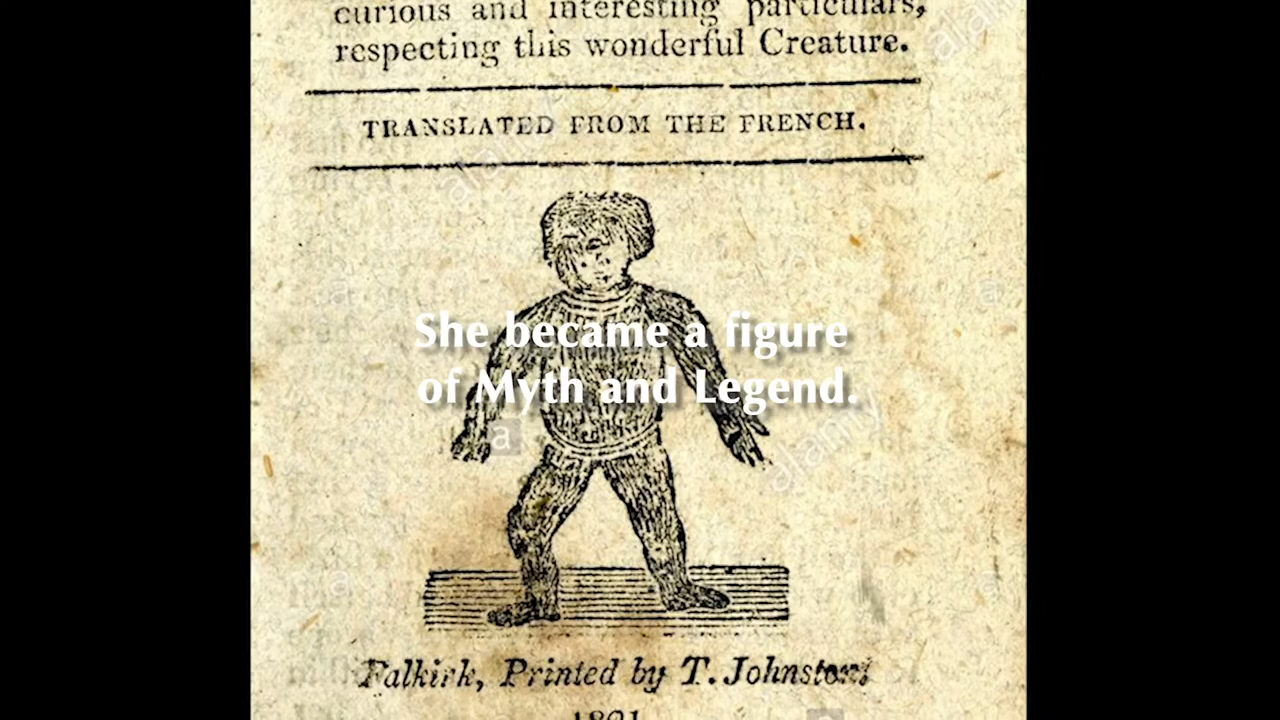 curious and interesting particulars,
respecting this wonderful Creature.
TRANSLATED FROM THE FRENCH.
She became a figure
of Myth and Legend.
Falkirk, Printed by T. Johnston
1821